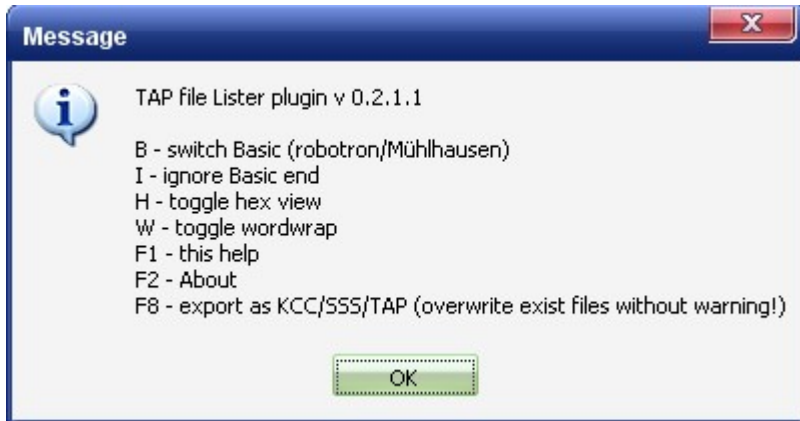 Message
TAP file Lister plugin v 0.2.1.1
B - switch Basic (robotron/Mühlhausen)
I - ignore Basic end
H - toggle hex view
W - toggle wordwrap
F1 - this help
F2 - About
F8 - export as KCC/SSS/TAP (overwrite exist files without warning!)
OK